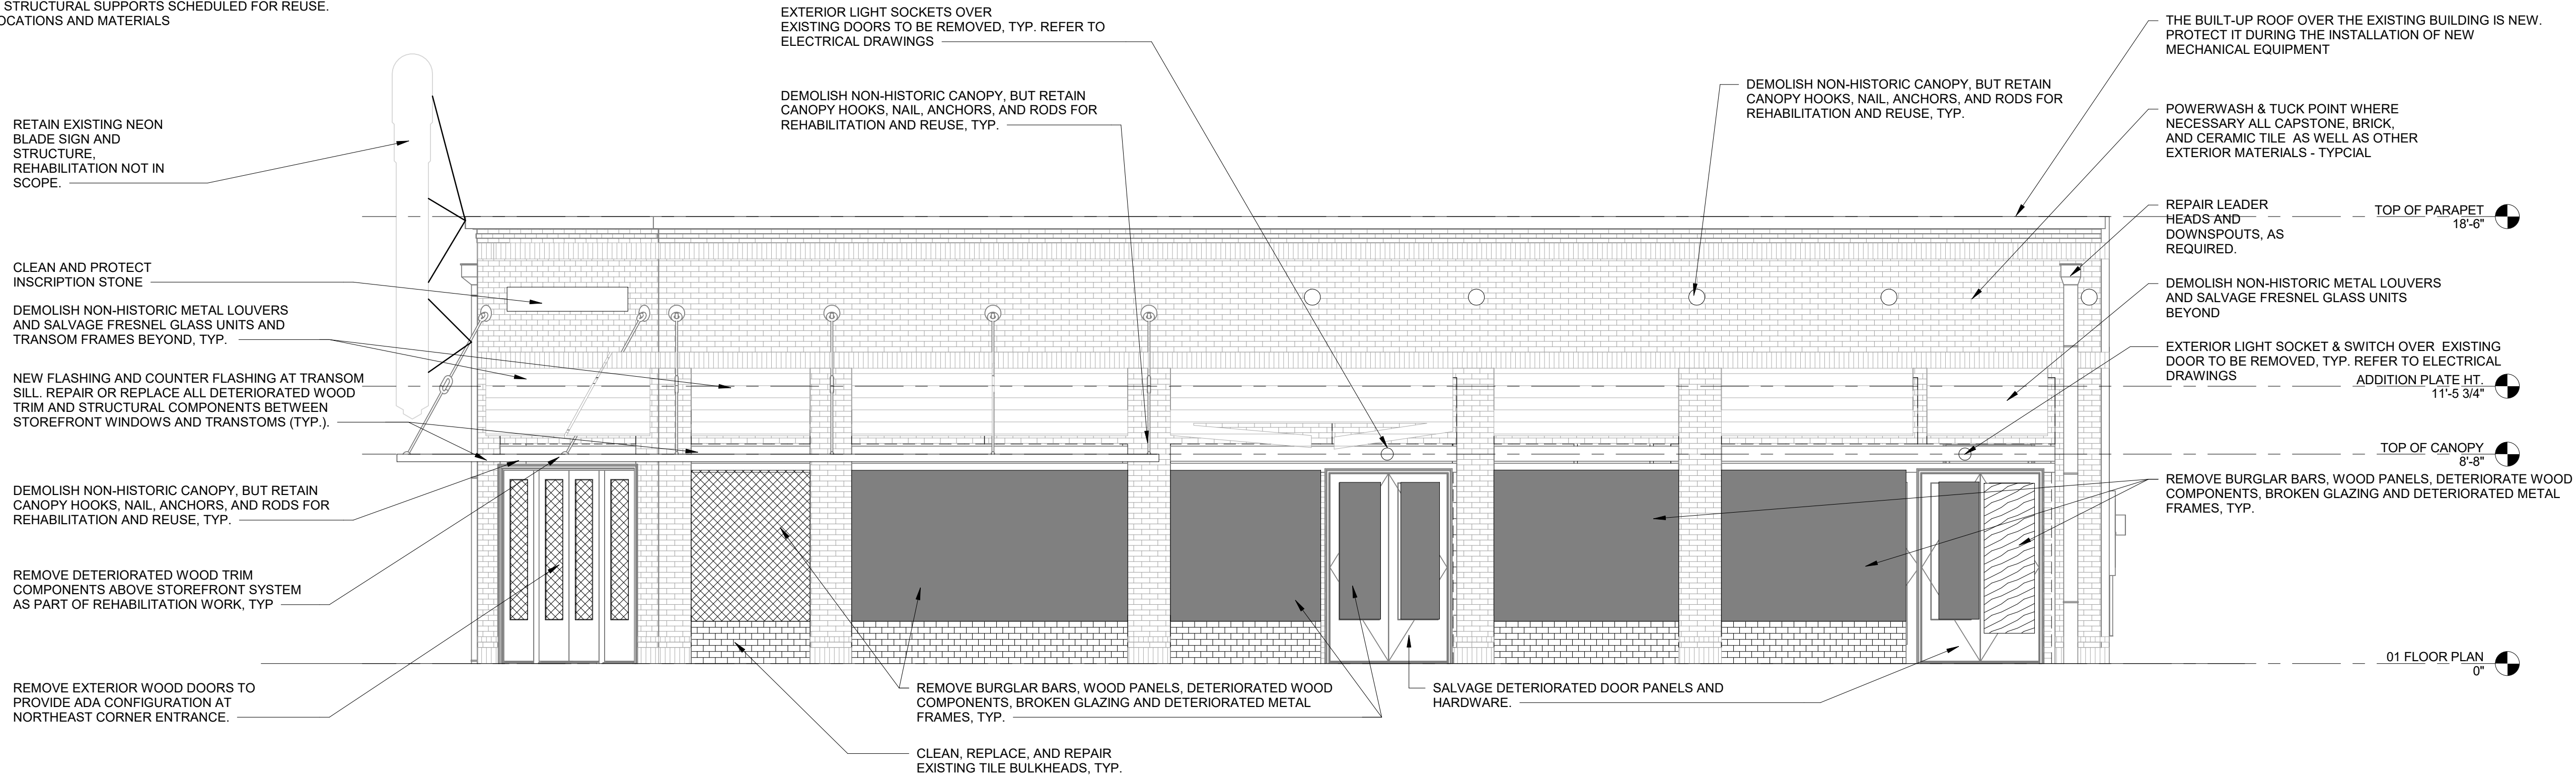 STRUCTURAL SUPPORTS SCHEDULED FOR REUSE.
OCATIONS AND MATERIALS
RETAIN EXISTING NEON
BLADE SIGN AND
STRUCTURE,
REHABILITATION NOT IN
SCOPE.
CLEAN AND PROTECT
INSCRIPTION STONE
DEMOLISH NON-HISTORIC METAL LOUVERS
AND SALVAGE FRESNEL GLASS UNITS AND
TRANSOM FRAMES BEYOND, TYP.
NEW FLASHING AND COUNTER FLASHING AT TRANSOM
SILL. REPAIR OR REPLACE ALL DETERIORATED WOOD
TRIM AND STRUCTURAL COMPONENTS BETWEEN
STOREFRONT WINDOWS AND TRANSTOMS (TYP.).
DEMOLISH NON-HISTORIC CANOPY, BUT RETAIN
CANOPY HOOKS, NAIL, ANCHORS, AND RODS FOR
REHABILITATION AND REUSE, TYP.
REMOVE DETERIORATED WOOD TRIM
COMPONENTS ABOVE STOREFRONT SYSTEM
AS PART OF REHABILITATION WORK, TYP
REMOVE EXTERIOR WOOD DOORS TO
PROVIDE ADA CONFIGURATION AT
NORTHEAST CORNER ENTRANCE.
EXTERIOR LIGHT SOCKETS OVER
EXISTING DOORS TO BE REMOVED, TYP. REFER TO
ELECTRICAL DRAWINGS
DEMOLISH NON-HISTORIC CANOPY, BUT RETAIN
CANOPY HOOKS, NAIL, ANCHORS, AND RODS FOR
REHABILITATION AND REUSE, TYP.
REMOVE BURGLAR BARS, WOOD PANELS, DETERIORATED WOOD
COMPONENTS, BROKEN GLAZING AND DETERIORATED METAL
FRAMES, TYP.
CLEAN, REPLACE, AND REPAIR
EXISTING TILE BULKHEADS, TYP.
SALVAGE DETERIORATED DOOR PANELS AND
HARDWARE.
DEMOLISH NON-HISTORIC CANOPY, BUT RETAIN
CANOPY HOOKS, NAIL, ANCHORS, AND RODS FOR
REHABILITATION AND REUSE, TYP.
THE BUILT-UP ROOF OVER THE EXISTING BUILDING IS NEW.
PROTECT IT DURING THE INSTALLATION OF NEW
MECHANICAL EQUIPMENT
POWERWASH & TUCK POINT WHERE
NECESSARY ALL CAPSTONE, BRICK,
AND CERAMIC TILE AS WELL AS OTHER
EXTERIOR MATERIALS - TYPCIAL
REPAIR LEADER
HEADS AND
DOWNSPOUTS, AS
REQUIRED.
TOP OF PARAPET
18'-6"
DEMOLISH NON-HISTORIC METAL LOUVERS
AND SALVAGE FRESNEL GLASS UNITS
BEYOND
EXTERIOR LIGHT SOCKET & SWITCH OVER EXISTING
DOOR TO BE REMOVED, TYP. REFER TO ELECTRICAL
DRAWINGS
ADDITION PLATE HT.
11'-5 3/4"
TOP OF CANOPY
8'-8"
REMOVE BURGLAR BARS, WOOD PANELS, DETERIORATE WOOD
COMPONENTS, BROKEN GLAZING AND DETERIORATED METAL
FRAMES, TYP.
01 FLOOR PLAN
0"